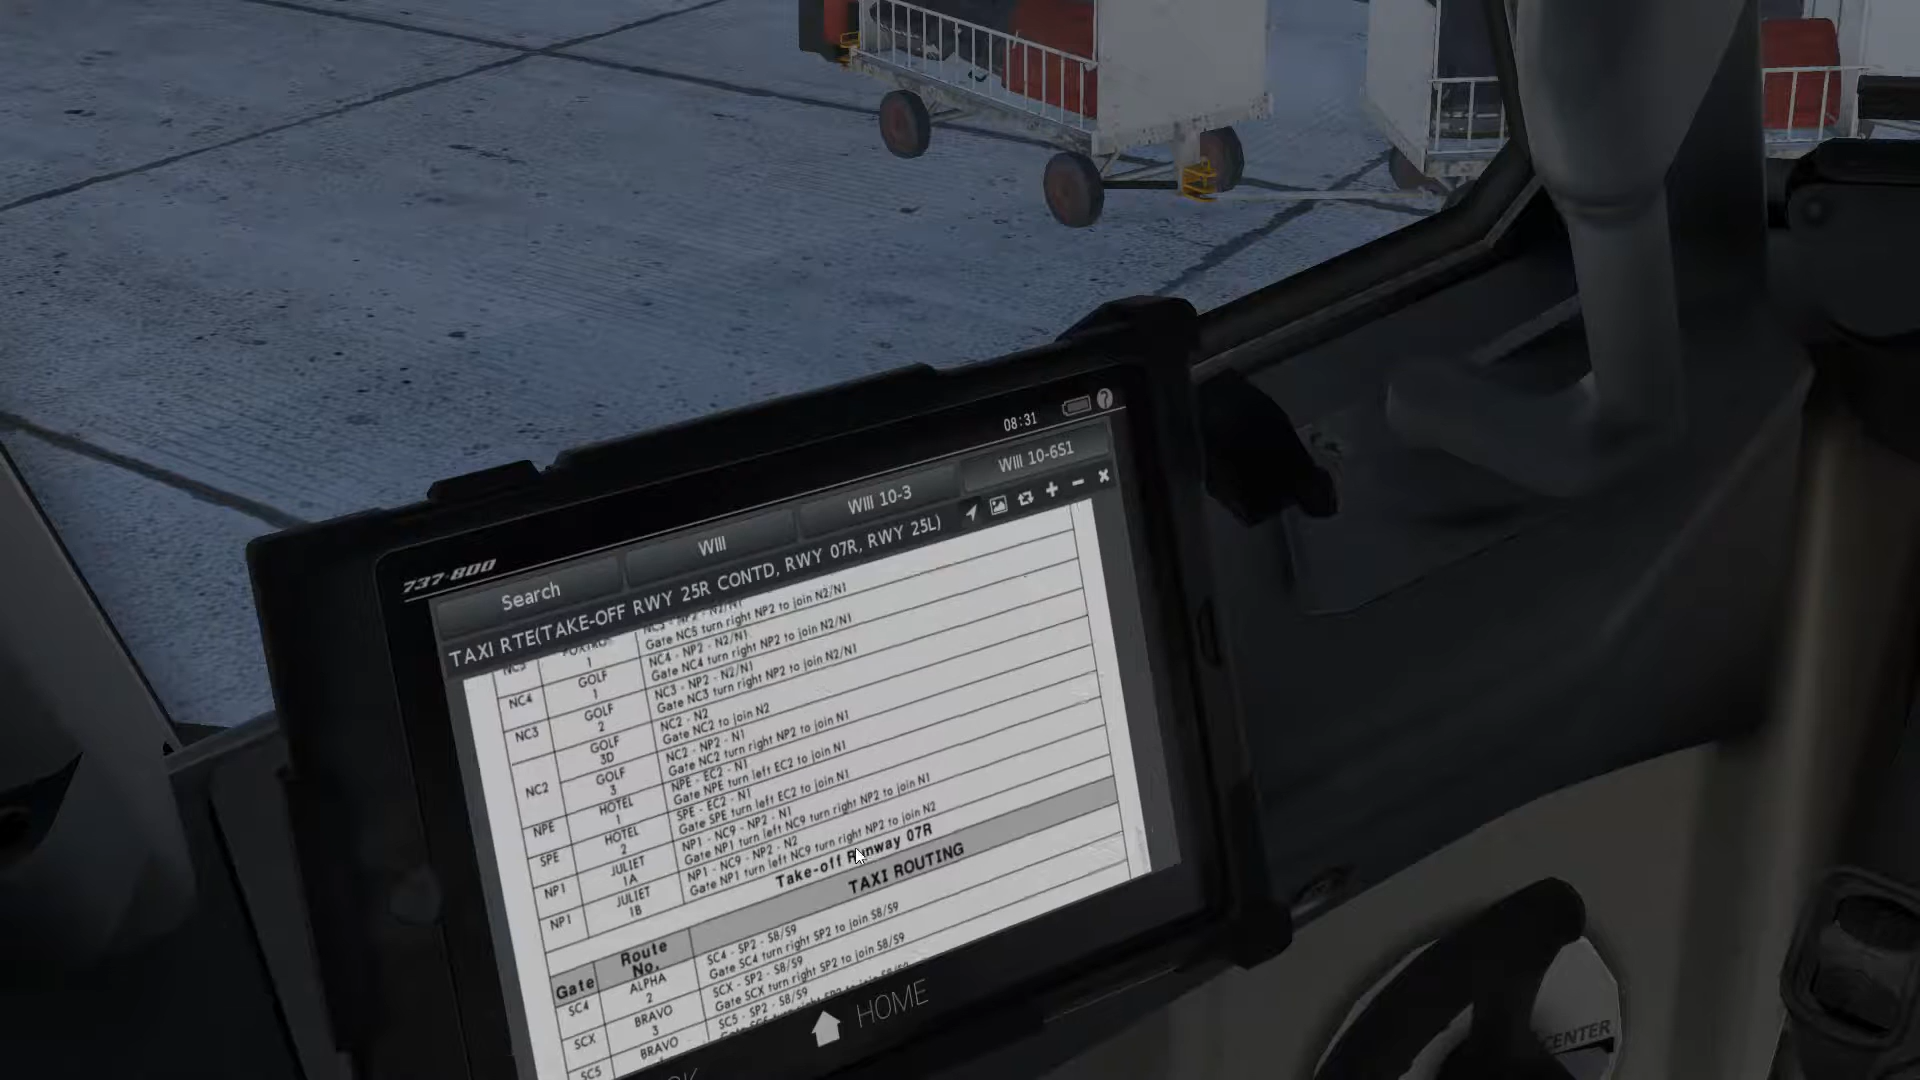 08:31
737-800
Search
Will
Will 10-3
Will 10-6S1
TAXI RTE(TAKE-OFF RWY 25R CONTD, RWY 07R, RWY 25L)
Gate NC5 turn right NP2 to join N2/N1
NC4
GOLF
1
NC4 - NP2 - N2/N1
Gate NC4 turn right NP2 to join N2/N1
NC3
GOLF
2
NC3 - NP2 - N2/N1
Gate NC3 turn right NP2 to join N2/N1
NC2
GOLF
3D
NC2 - N2
Gate NC2 to join N2
GOLF
3
NC2 - NP2 - N1
Gate NC2 turn right NP2 to join N1
NPE
HOTEL
1
NPE - EC2 - N1
Gate NPE turn left EC2 to join N1
SPE
HOTEL
2
SPE - EC2 - N1
Gate SPE turn left EC2 to join N1
NP1
JULIET
1A
NP1 - NC9 - NP2 - N1
Gate NP1 turn left NC9 turn right NP2 to join N1
NP1
JULIET
1B
NP1 - NC9 - NP2 - N2
Gate NP1 turn left NC9 turn right NP2 to join N2
Take-off Runway 07R
Gate
Route
No.
TAXI ROUTING
SC4
ALPHA
2
SC4 - SP2 - S8/S9
Gate SC4 turn right SP2 to join S8/S9
SCX
BRAVO
3
SCX - SP2 - S8/S9
Gate SCX turn right SP2 to join S8/S9
SC5
BRAVO
SC5 - SP2 - S8/S9
HOME
CENTER